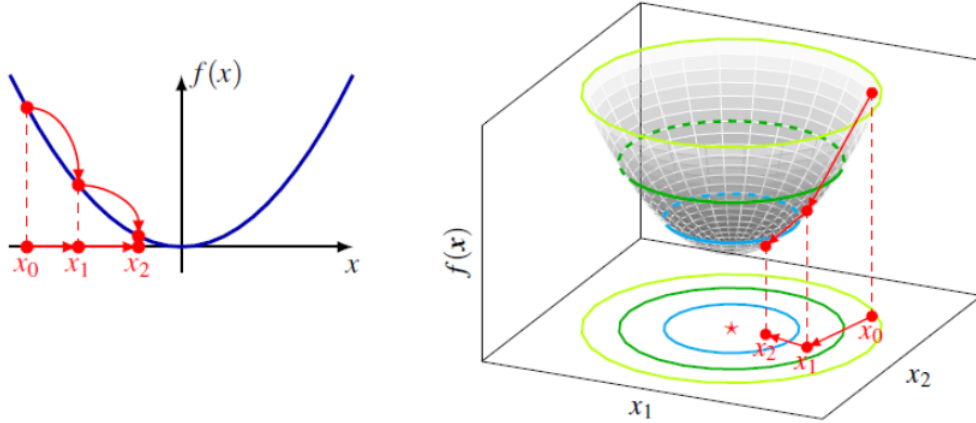 f(x)
x₀ x₁ x₂ x
f(x)
x₀
x₂ x₁
x₁ x₂